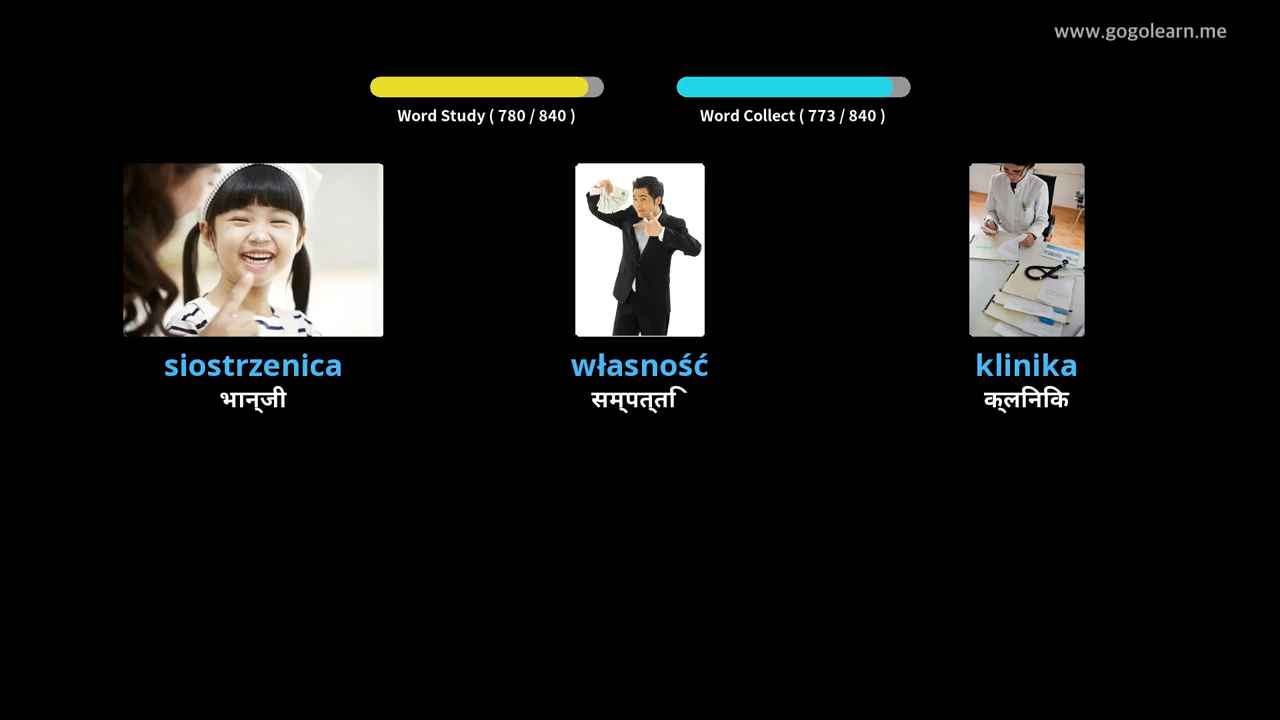 www.gogolearn.me
Word Study ( 780 / 840 )
Word Collect ( 773 / 840 )
siostrzenica
własność
klinika
भान्जी
सम्पत्ति
क्लिनिक